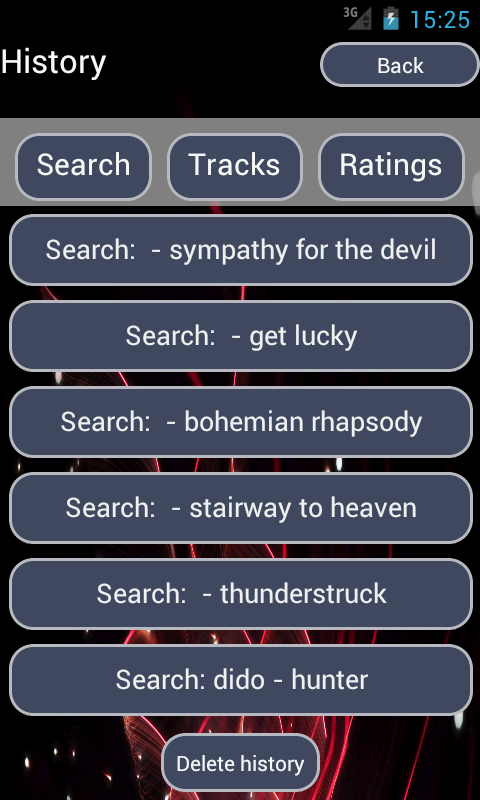 3G 15:25
History
Back
Search Tracks Ratings
Search:  - sympathy for the devil
Search:  - get lucky
Search:  - bohemian rhapsody
Search:  - stairway to heaven
Search:  - thunderstruck
Search: dido - hunter
Delete history